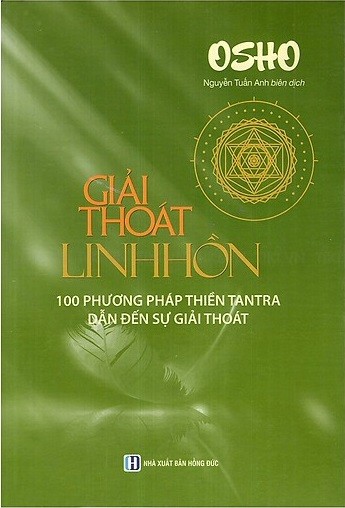 OSHO
Nguyễn Tuấn Anh biên dịch
GIẢI
THOÁT
LINH HỒN
100 PHƯƠNG PHÁP THIỀN TANTRA
DẪN ĐẾN SỰ GIẢI THOÁT
H NHÀ XUẤT BẢN HỒNG ĐỨC